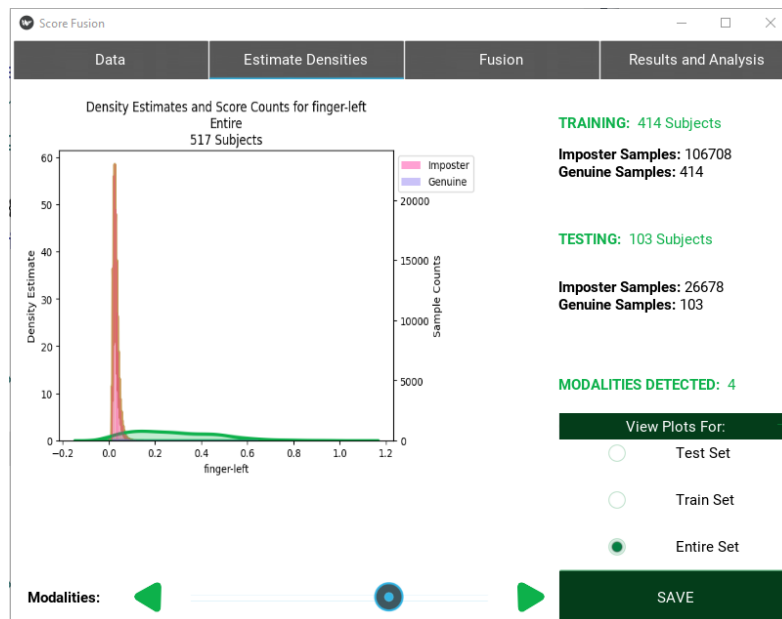 Score Fusion
Data
Estimate Densities
Fusion
Results and Analysis
Density Estimates and Score Counts for finger-left
Entire
517 Subjects
Imposter
Genuine
60
50
40
30
20
10
0
Density Estimate
20000
15000
10000
5000
0
Sample Counts
−0.2
0.0
0.2
0.4
0.6
0.8
1.0
1.2
finger-left
TRAINING: 414 Subjects
Imposter Samples: 106708
Genuine Samples: 414
TESTING: 103 Subjects
Imposter Samples: 26678
Genuine Samples: 103
MODALITIES DETECTED: 4
View Plots For:
Test Set
Train Set
Entire Set
Modalities:
SAVE